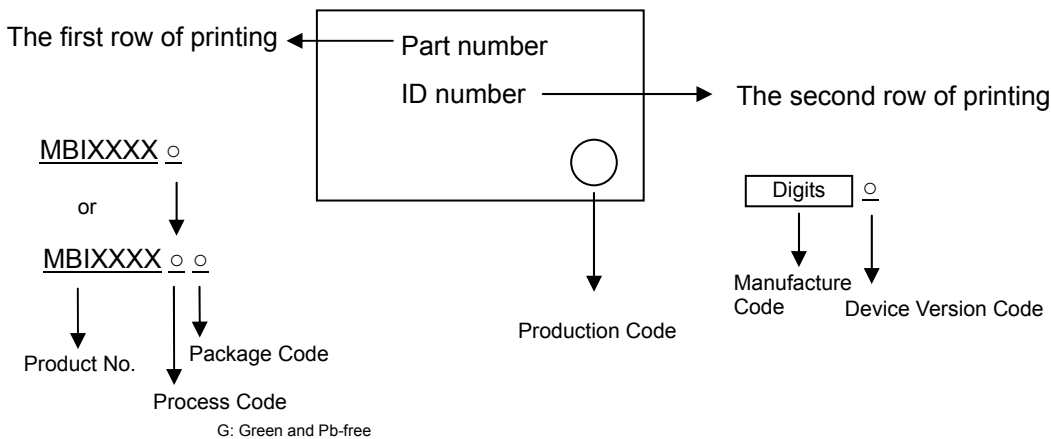 The first row of printing
Part number
ID number
The second row of printing
MBIXXXX ○
or
MBIXXXX ○ ○
Product No.
Package Code
Process Code
G: Green and Pb-free
Production Code
Digits ○
Manufacture
Code
Device Version Code